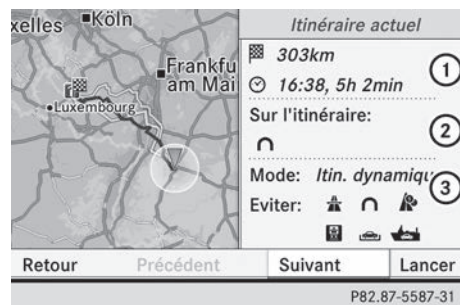 xelles
Köln
Frankfu
am Mai
Luxembourg
Itinéraire actuel
303km
16:38, 5h 2min
1
Sur l'itinéraire:
2
Mode: Itin. dynamiqu
3
Eviter:
Retour
Précédent
Suivant
Lancer
P82.87-5587-31